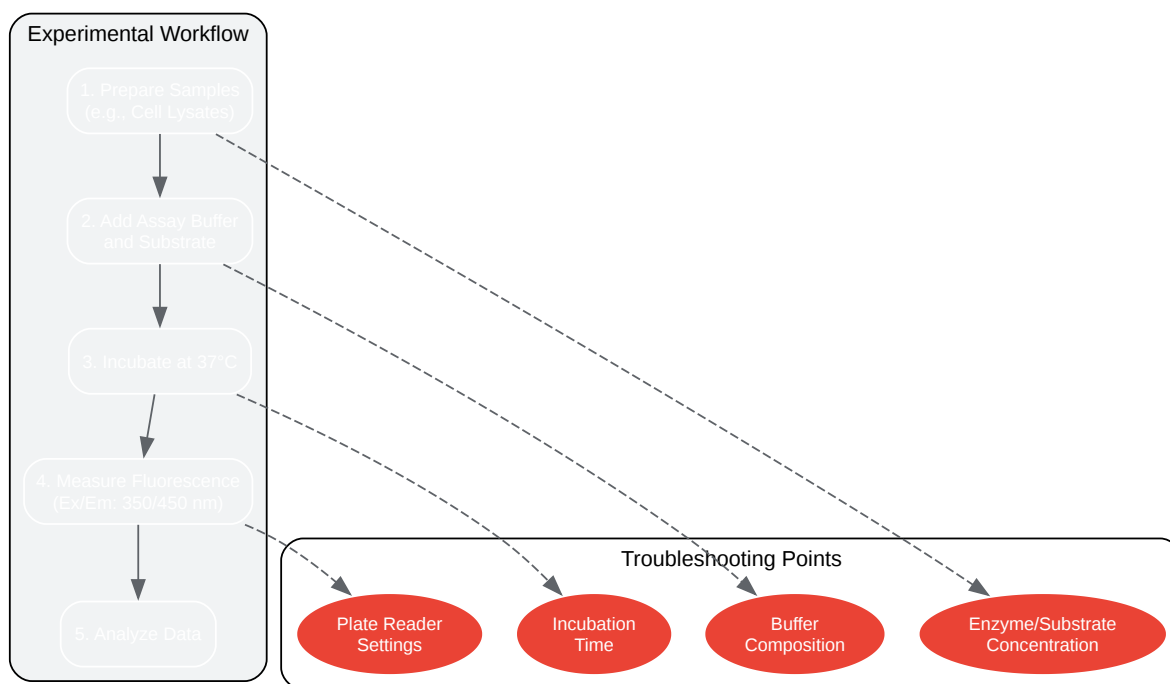 Experimental Workflow
1. Prepare Samples
(e.g., Cell Lysates)
2. Add Assay Buffer
and Substrate
3. Incubate at 37°C
4. Measure Fluorescence
(Ex/Em: 350/450 nm)
5. Analyze Data
Troubleshooting Points
Plate Reader
Settings
Incubation
Time
Buffer
Composition
Enzyme/Substrate
Concentration